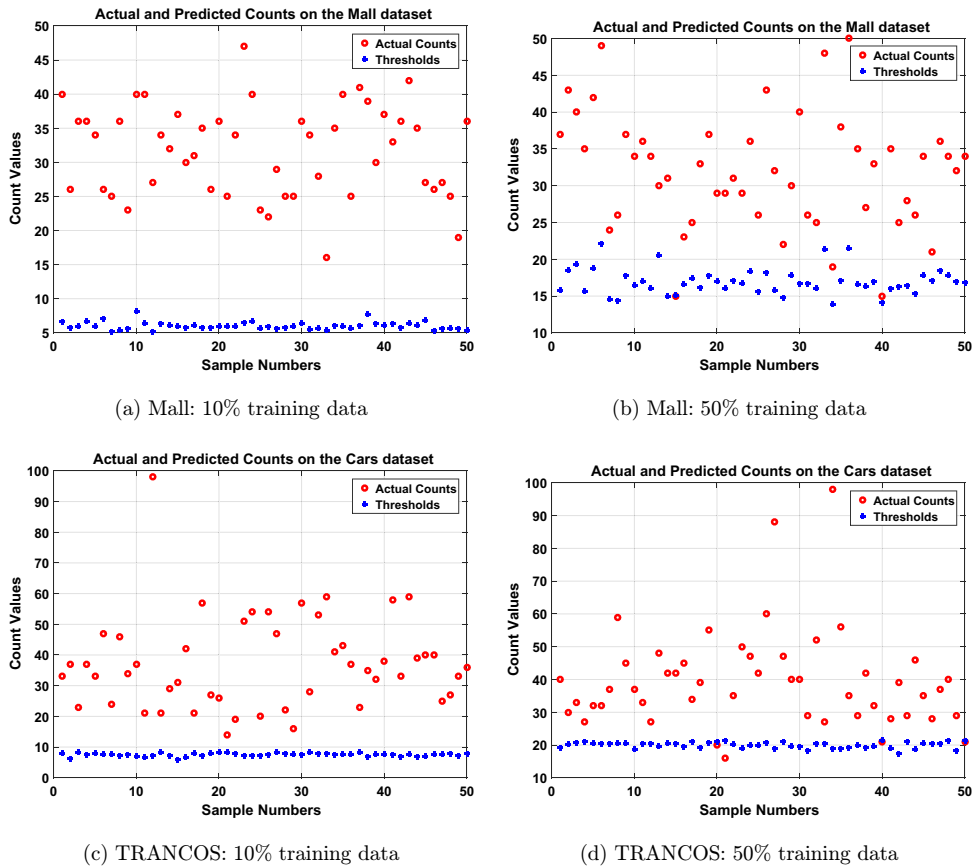 Actual and Predicted Counts on the Mall dataset
50
45
40
35
30
25
20
15
10
5
10
20
30
40
50
Count Values
Sample Numbers
Actual Counts
Thresholds
(a) Mall: 10% training data
Actual and Predicted Counts on the Mall dataset
50
45
40
35
30
25
20
15
10
0
10
20
30
40
50
Count Values
Sample Numbers
Actual Counts
Thresholds
(b) Mall: 50% training data
Actual and Predicted Counts on the Cars dataset
100
90
80
70
60
50
40
30
20
10
0
0
10
20
30
40
50
Count Values
Sample Numbers
Actual Counts
Thresholds
(c) TRANCOS: 10% training data
Actual and Predicted Counts on the Cars dataset
100
90
80
70
60
50
40
30
20
10
0
10
20
30
40
50
Count Values
Sample Numbers
Actual Counts
Thresholds
(d) TRANCOS: 50% training data